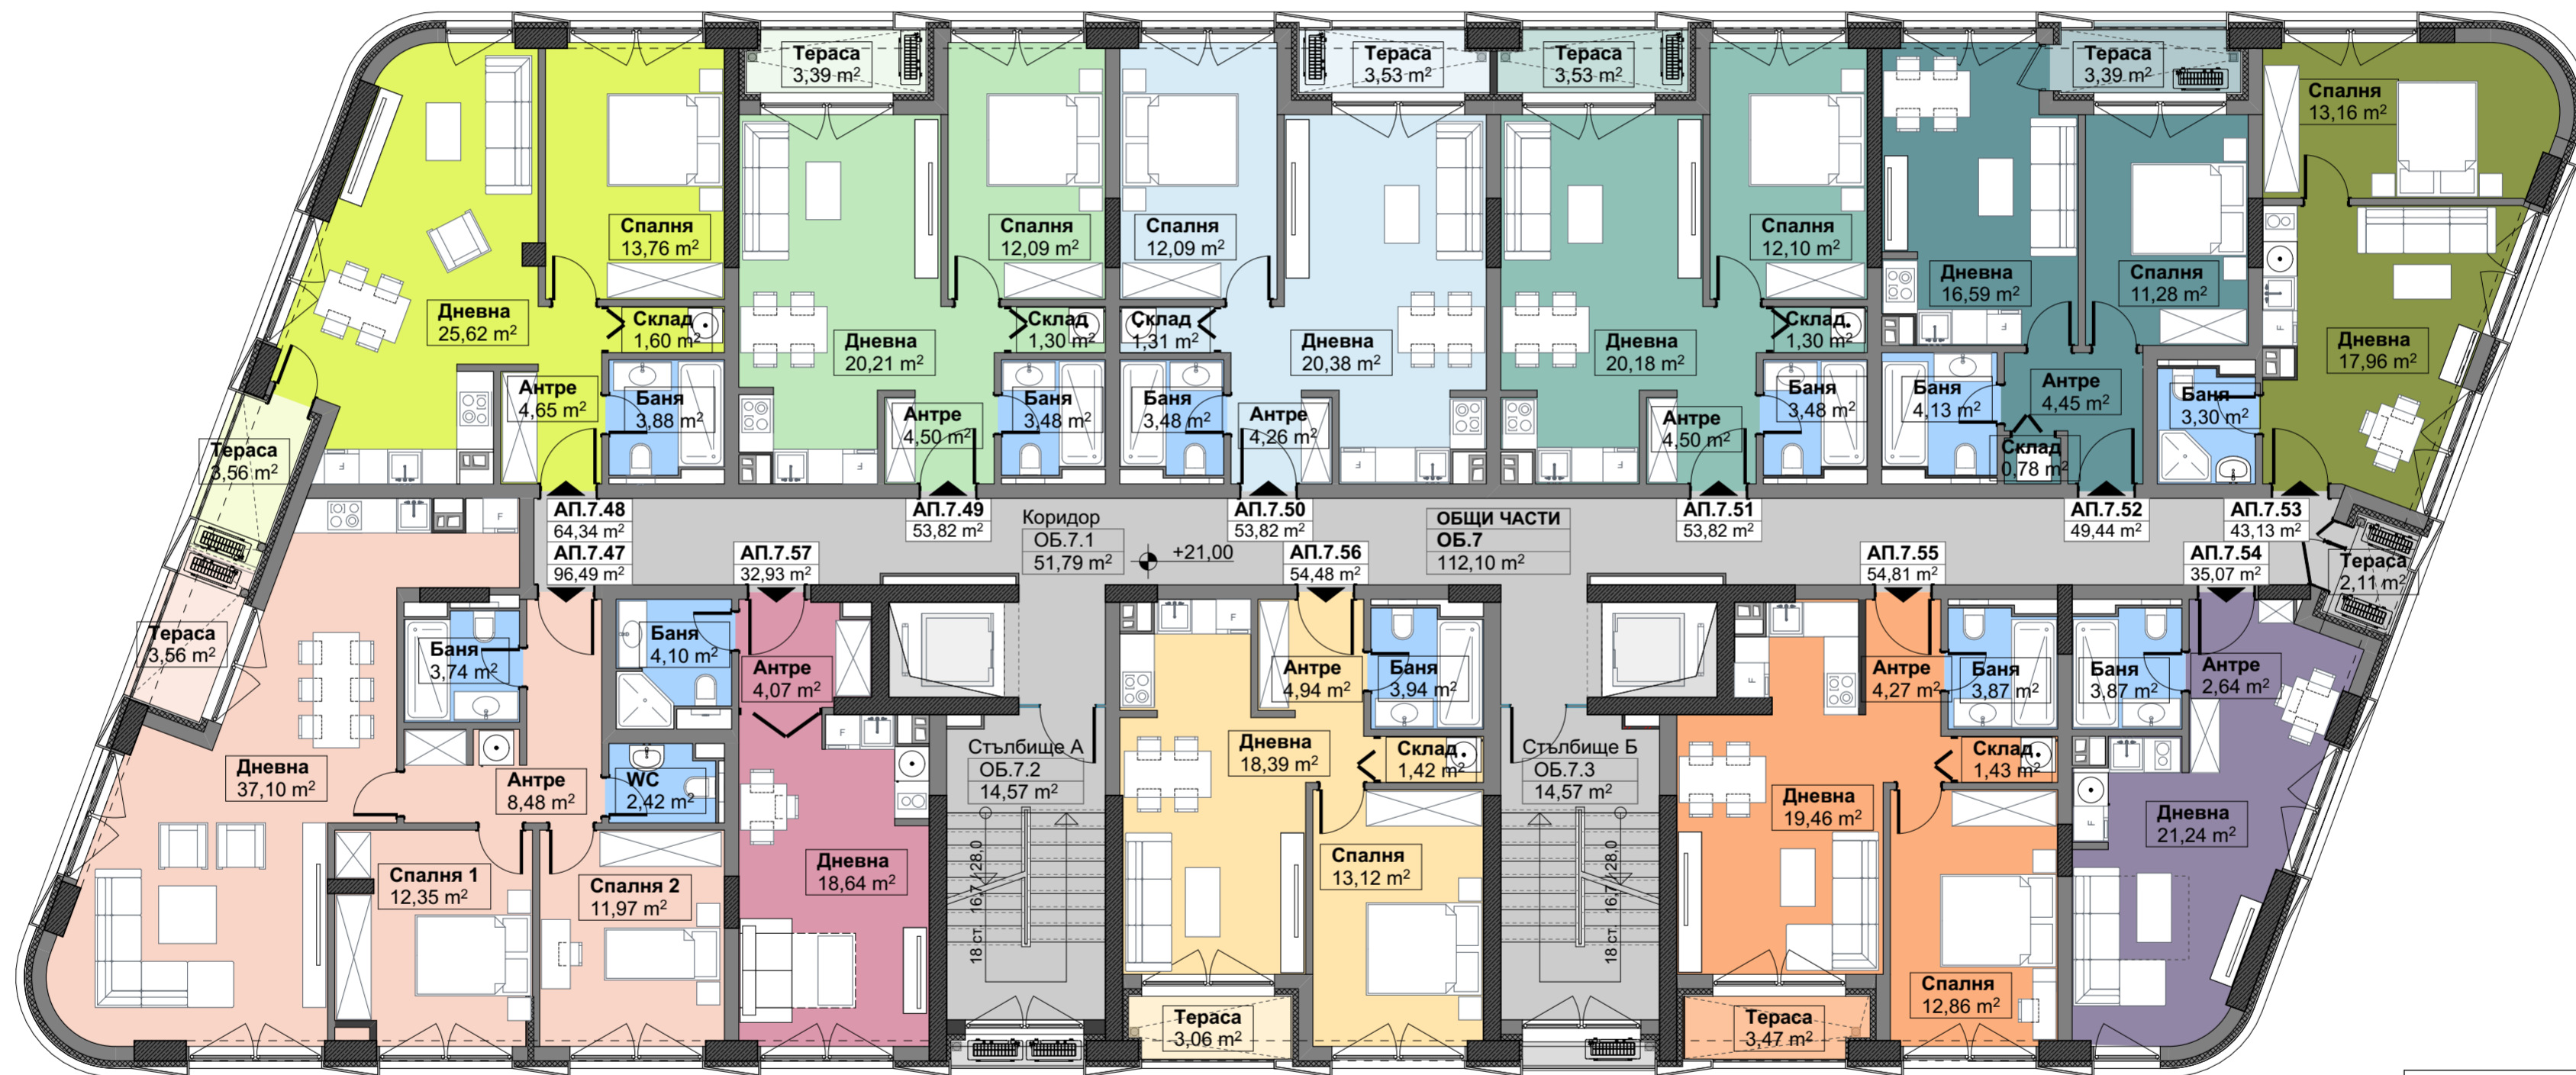 Тераса
3,39 m²
Тераса
3,53 m²
Тераса
3,53 m²
Тераса
3,39 m²
Спалня
13,16 m²
Спалня
13,76 m²
Спалня
12,09 m²
Спалня
12,09 m²
Спалня
12,10 m²
Дневна
16,59 m²
Спалня
11,28 m²
Дневна
25,62 m²
Склад
1,60 m²
Дневна
20,21 m²
Склад
1,30 m²
Склад
1,31 m²
Дневна
20,38 m²
Дневна
20,18 m²
Склад
1,30 m²
Дневна
17,96 m²
Антре
4,65 m²
Баня
3,88 m²
Антре
4,50 m²
Баня
3,48 m²
Баня
3,48 m²
Антре
4,26 m²
Антре
4,50 m²
Баня
3,48 m²
Баня
4,13 m²
Антре
4,45 m²
Баня
3,30 m²
Склад
0,78 m²
Тераса
3,56 m²
АП.7.48
64,34 m²
АП.7.49
53,82 m²
АП.7.50
53,82 m²
АП.7.51
53,82 m²
АП.7.52
49,44 m²
АП.7.53
43,13 m²
Коридор
ОБ.7.1
51,79 m²
+21,00
ОБЩИ ЧАСТИ
ОБ.7
112,10 m²
АП.7.47
96,49 m²
АП.7.57
32,93 m²
АП.7.56
54,48 m²
АП.7.55
54,81 m²
АП.7.54
35,07 m²
Тераса
2,11 m²
Тераса
3,56 m²
Баня
3,74 m²
Баня
4,10 m²
Антре
4,07 m²
Антре
4,94 m²
Баня
3,94 m²
Антре
4,27 m²
Баня
3,87 m²
Баня
3,87 m²
Антре
2,64 m²
Дневна
37,10 m²
Антре
8,48 m²
WC
2,42 m²
Стълбище А
ОБ.7.2
14,57 m²
Дневна
18,39 m²
Склад
1,42 m²
Стълбище Б
ОБ.7.3
14,57 m²
Дневна
19,46 m²
Склад
1,43 m²
Дневна
21,24 m²
Спалня 1
12,35 m²
Спалня 2
11,97 m²
Дневна
18,64 m²
18 ст. 16,7 / 28,0
Спалня
13,12 m²
18 ст. 16,7 / 28,0
Спалня
12,86 m²
Тераса
3,06 m²
Тераса
3,47 m²
F
F
F
F
F
F
F
F
F
F
F